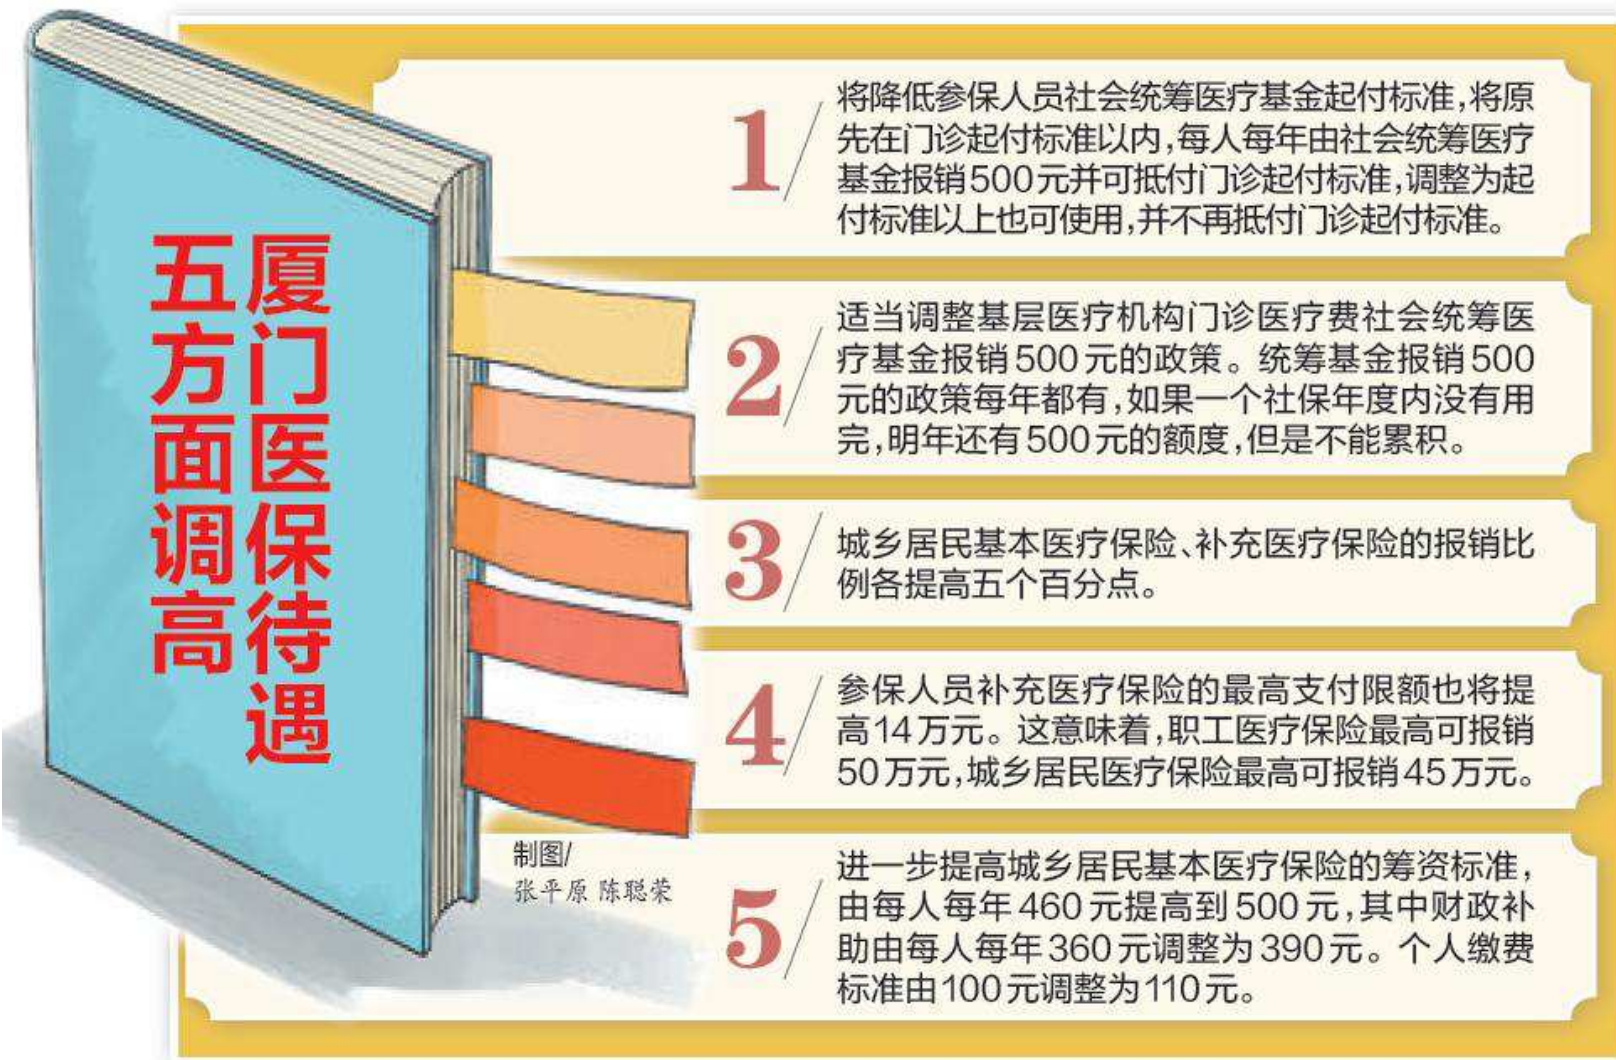 厦门医保待遇
五方面调高
1
将降低参保人员社会统筹医疗基金起付标准,将原
先在门诊起付标准以内,每人每年由社会统筹医疗
基金报销500元并可抵付门诊起付标准,调整为起
付标准以上也可使用,并不再抵付门诊起付标准。
2
适当调整基层医疗机构门诊医疗费社会统筹医
疗基金报销500元的政策。统筹基金报销500
元的政策每年都有,如果一个社保年度内没有用
完,明年还有500元的额度,但是不能累积。
3
城乡居民基本医疗保险、补充医疗保险的报销比
例各提高五个百分点。
4
参保人员补充医疗保险的最高支付限额也将提
高14万元。这意味着,职工医疗保险最高可报销
50万元,城乡居民医疗保险最高可报销45万元。
5
进一步提高城乡居民基本医疗保险的筹资标准,
由每人每年460元提高到500元,其中财政补
助由每人每年360元调整为390元。个人缴费
标准由100元调整为110元。
制图/
张平原 陈聪荣